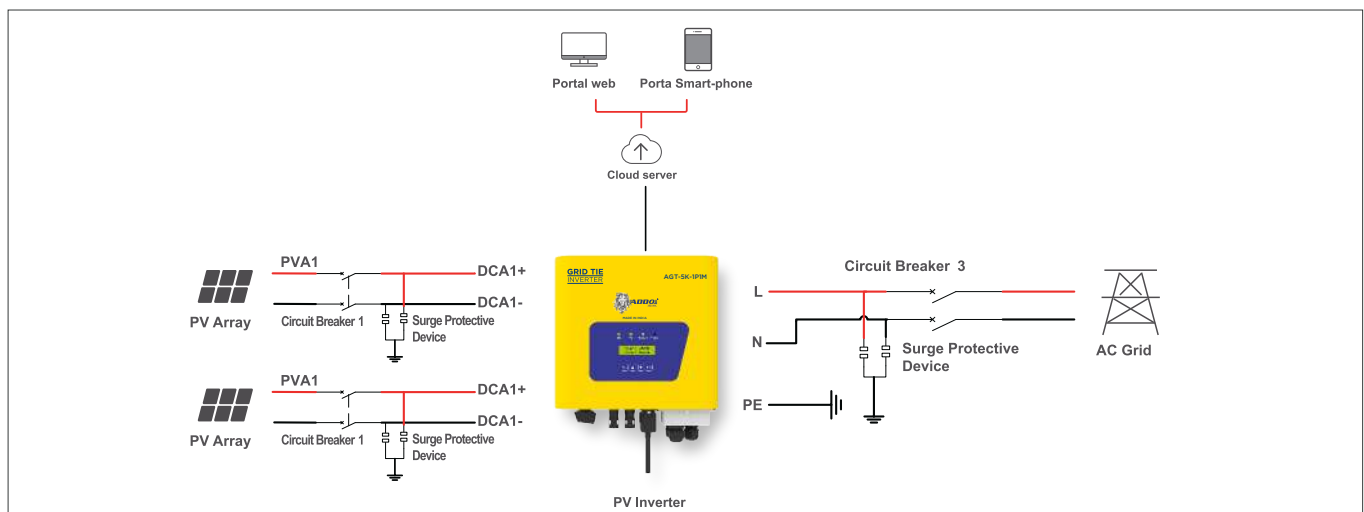 Portal web
Porta Smart-phone
Cloud server
PVA1
DCA1+
DCA1-
PV Array
Circuit Breaker 1
Surge Protective
Device
PVA1
DCA1+
DCA1-
PV Array
Circuit Breaker 1
Surge Protective
Device
GRID TIE
INVERTER
AGT-5K-1P1M
PV Inverter
Circuit Breaker 3
L
N
Surge Protective
Device
PE
AC Grid